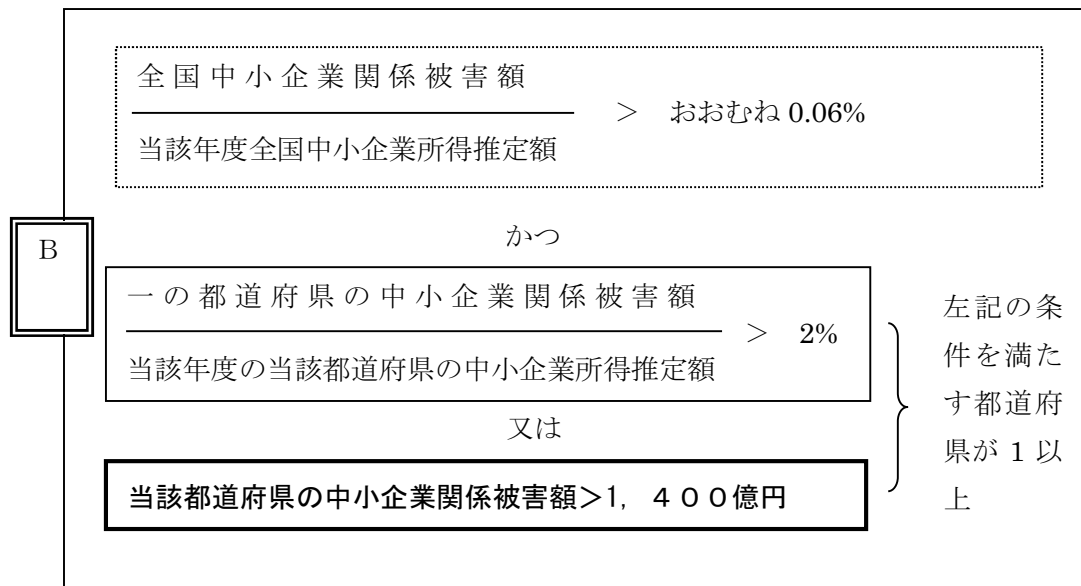 全国中小企業関係被害額
当該年度全国中小企業所得推定額
＞ おおむね 0.06%
かつ
B
一の都道府県の中小企業関係被害額
当該年度の当該都道府県の中小企業所得推定額
＞ 2%
又は
当該都道府県の中小企業関係被害額＞1，４００億円
左記の条
件を満た
す都道府
県が 1 以
上